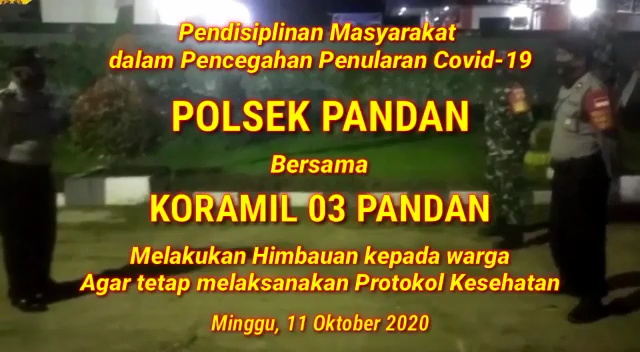 Pendisiplinan Masyarakat
dalam Pencegahan Penularan Covid-19
POLSEK PANDAN
Bersama
KORAMIL 03 PANDAN
Melakukan Himbauan kepada warga
Agar tetap melaksanakan Protokol Kesehatan
Minggu, 11 Oktober 2020